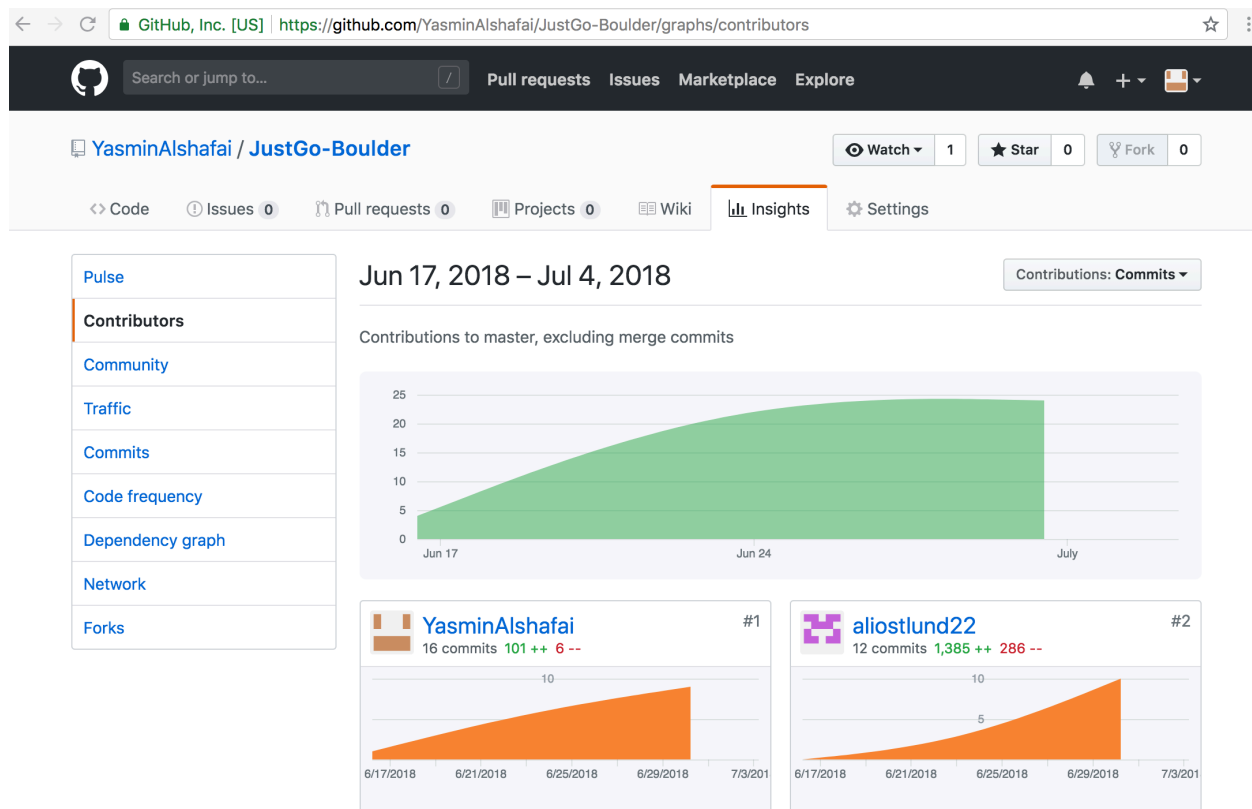 GitHub, Inc. [US] https://github.com/YasminAlshafai/JustGo-Boulder/graphs/contributors
Search or jump to... / Pull requests Issues Marketplace Explore
YasminAlshafai / JustGo-Boulder
Watch 1 Star 0 Fork 0
<> Code Issues 0 Pull requests 0 Projects 0 Wiki Insights Settings
Pulse
Contributors
Community
Traffic
Commits
Code frequency
Dependency graph
Network
Forks
Jun 17, 2018 – Jul 4, 2018
Contributions: Commits
Contributions to master, excluding merge commits
25
20
15
10
5
0
Jun 17 Jun 24 July
YasminAlshafai #1
16 commits 101 ++ 6 --
10
6/17/2018 6/21/2018 6/25/2018 6/29/2018 7/3/201
aliostlund22 #2
12 commits 1,385 ++ 286 --
10
5
6/17/2018 6/21/2018 6/25/2018 6/29/2018 7/3/201